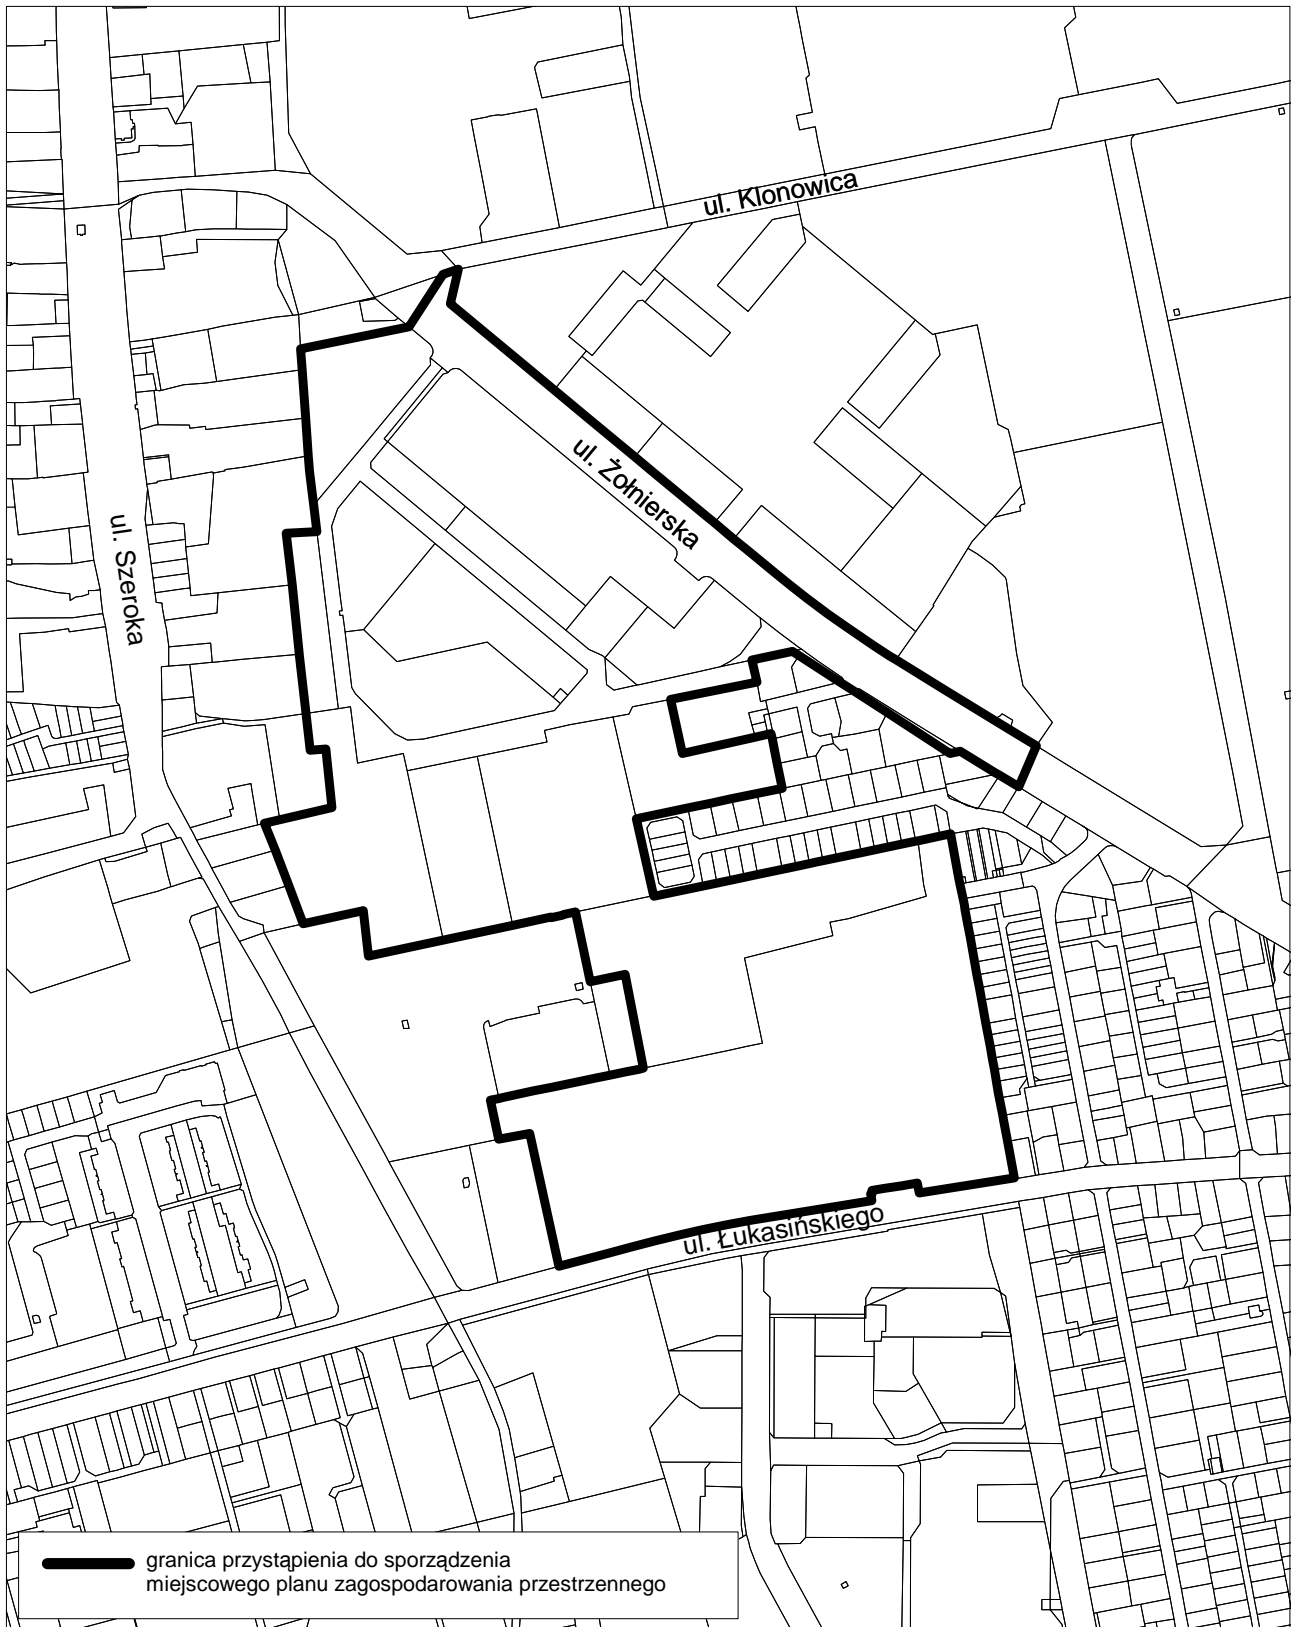 ul. Klonowica
ul. Żołnierska
ul. Szeroka
ul. Łukasińskiego
granica przystąpienia do sporządzenia
miejscowego planu zagospodarowania przestrzennego